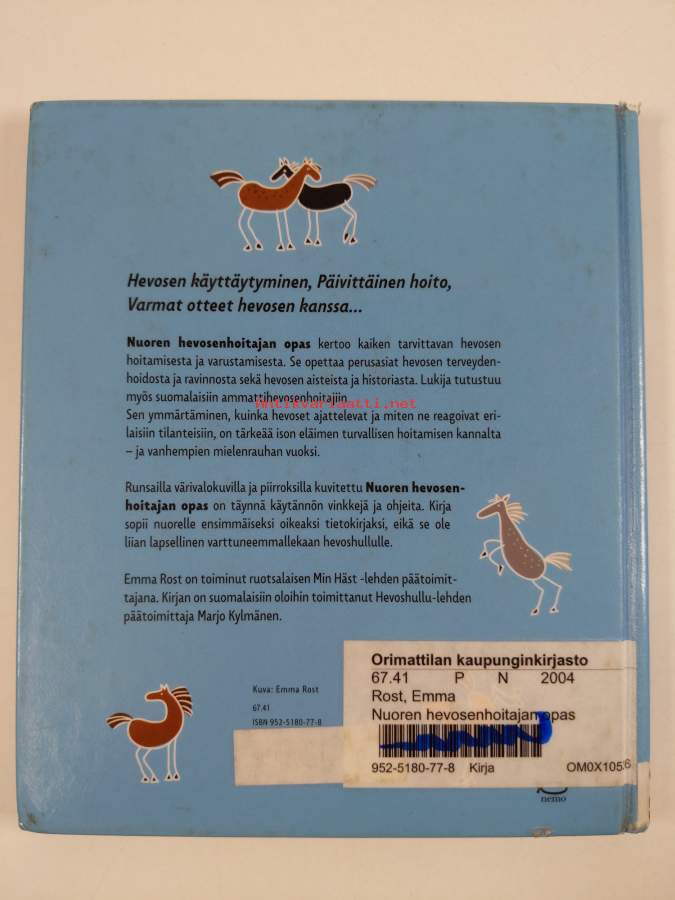 Hevosen käyttäytyminen, Päivittäinen hoito,
Varmat otteet hevosen kanssa...
Nuoren hevosenhoitajan opas kertoo kaiken tarvittavan hevosen
hoitamisesta ja varustamisesta. Se opettaa perusasiat hevosen terveyden-
hoidosta ja ravinnosta sekä hevosen aisteista ja historiasta. Lukija tutustuu
myös suomalaisiin ammattihevosenhoitajiin.
Antikvariaatti.net
Sen ymmärtäminen, kuinka hevoset ajattelevat ja miten ne reagoivat eri-
laisiin tilanteisiin, on tärkeää ison eläimen turvallisen hoitamisen kannalta
– ja vanhempien mielenrauhan vuoksi.
Runsailla värivalokuvilla ja piirroksilla kuvitettu Nuoren hevosen-
hoitajan opas on täynnä käytännön vinkkejä ja ohjeita. Kirja
sopii nuorelle ensimmäiseksi oikeaksi tietokirjaksi, eikä se ole
liian lapsellinen varttuneemmallekaan hevoshullulle.
Emma Rost on toiminut ruotsalaisen Min Häst -lehden päätoimit-
tajana. Kirjan on suomalaisiin oloihin toimittanut Hevoshullu-lehden
päätoimittaja Marjo Kylmänen.
Kuva: Emma Rost
67.41
ISBN 952-5180-77-8
Orimattilan kaupunginkirjasto
67.41 P N 2004
Rost, Emma
Nuoren hevosenhoitajan opas
952-5180-77-8 Kirja
nemo